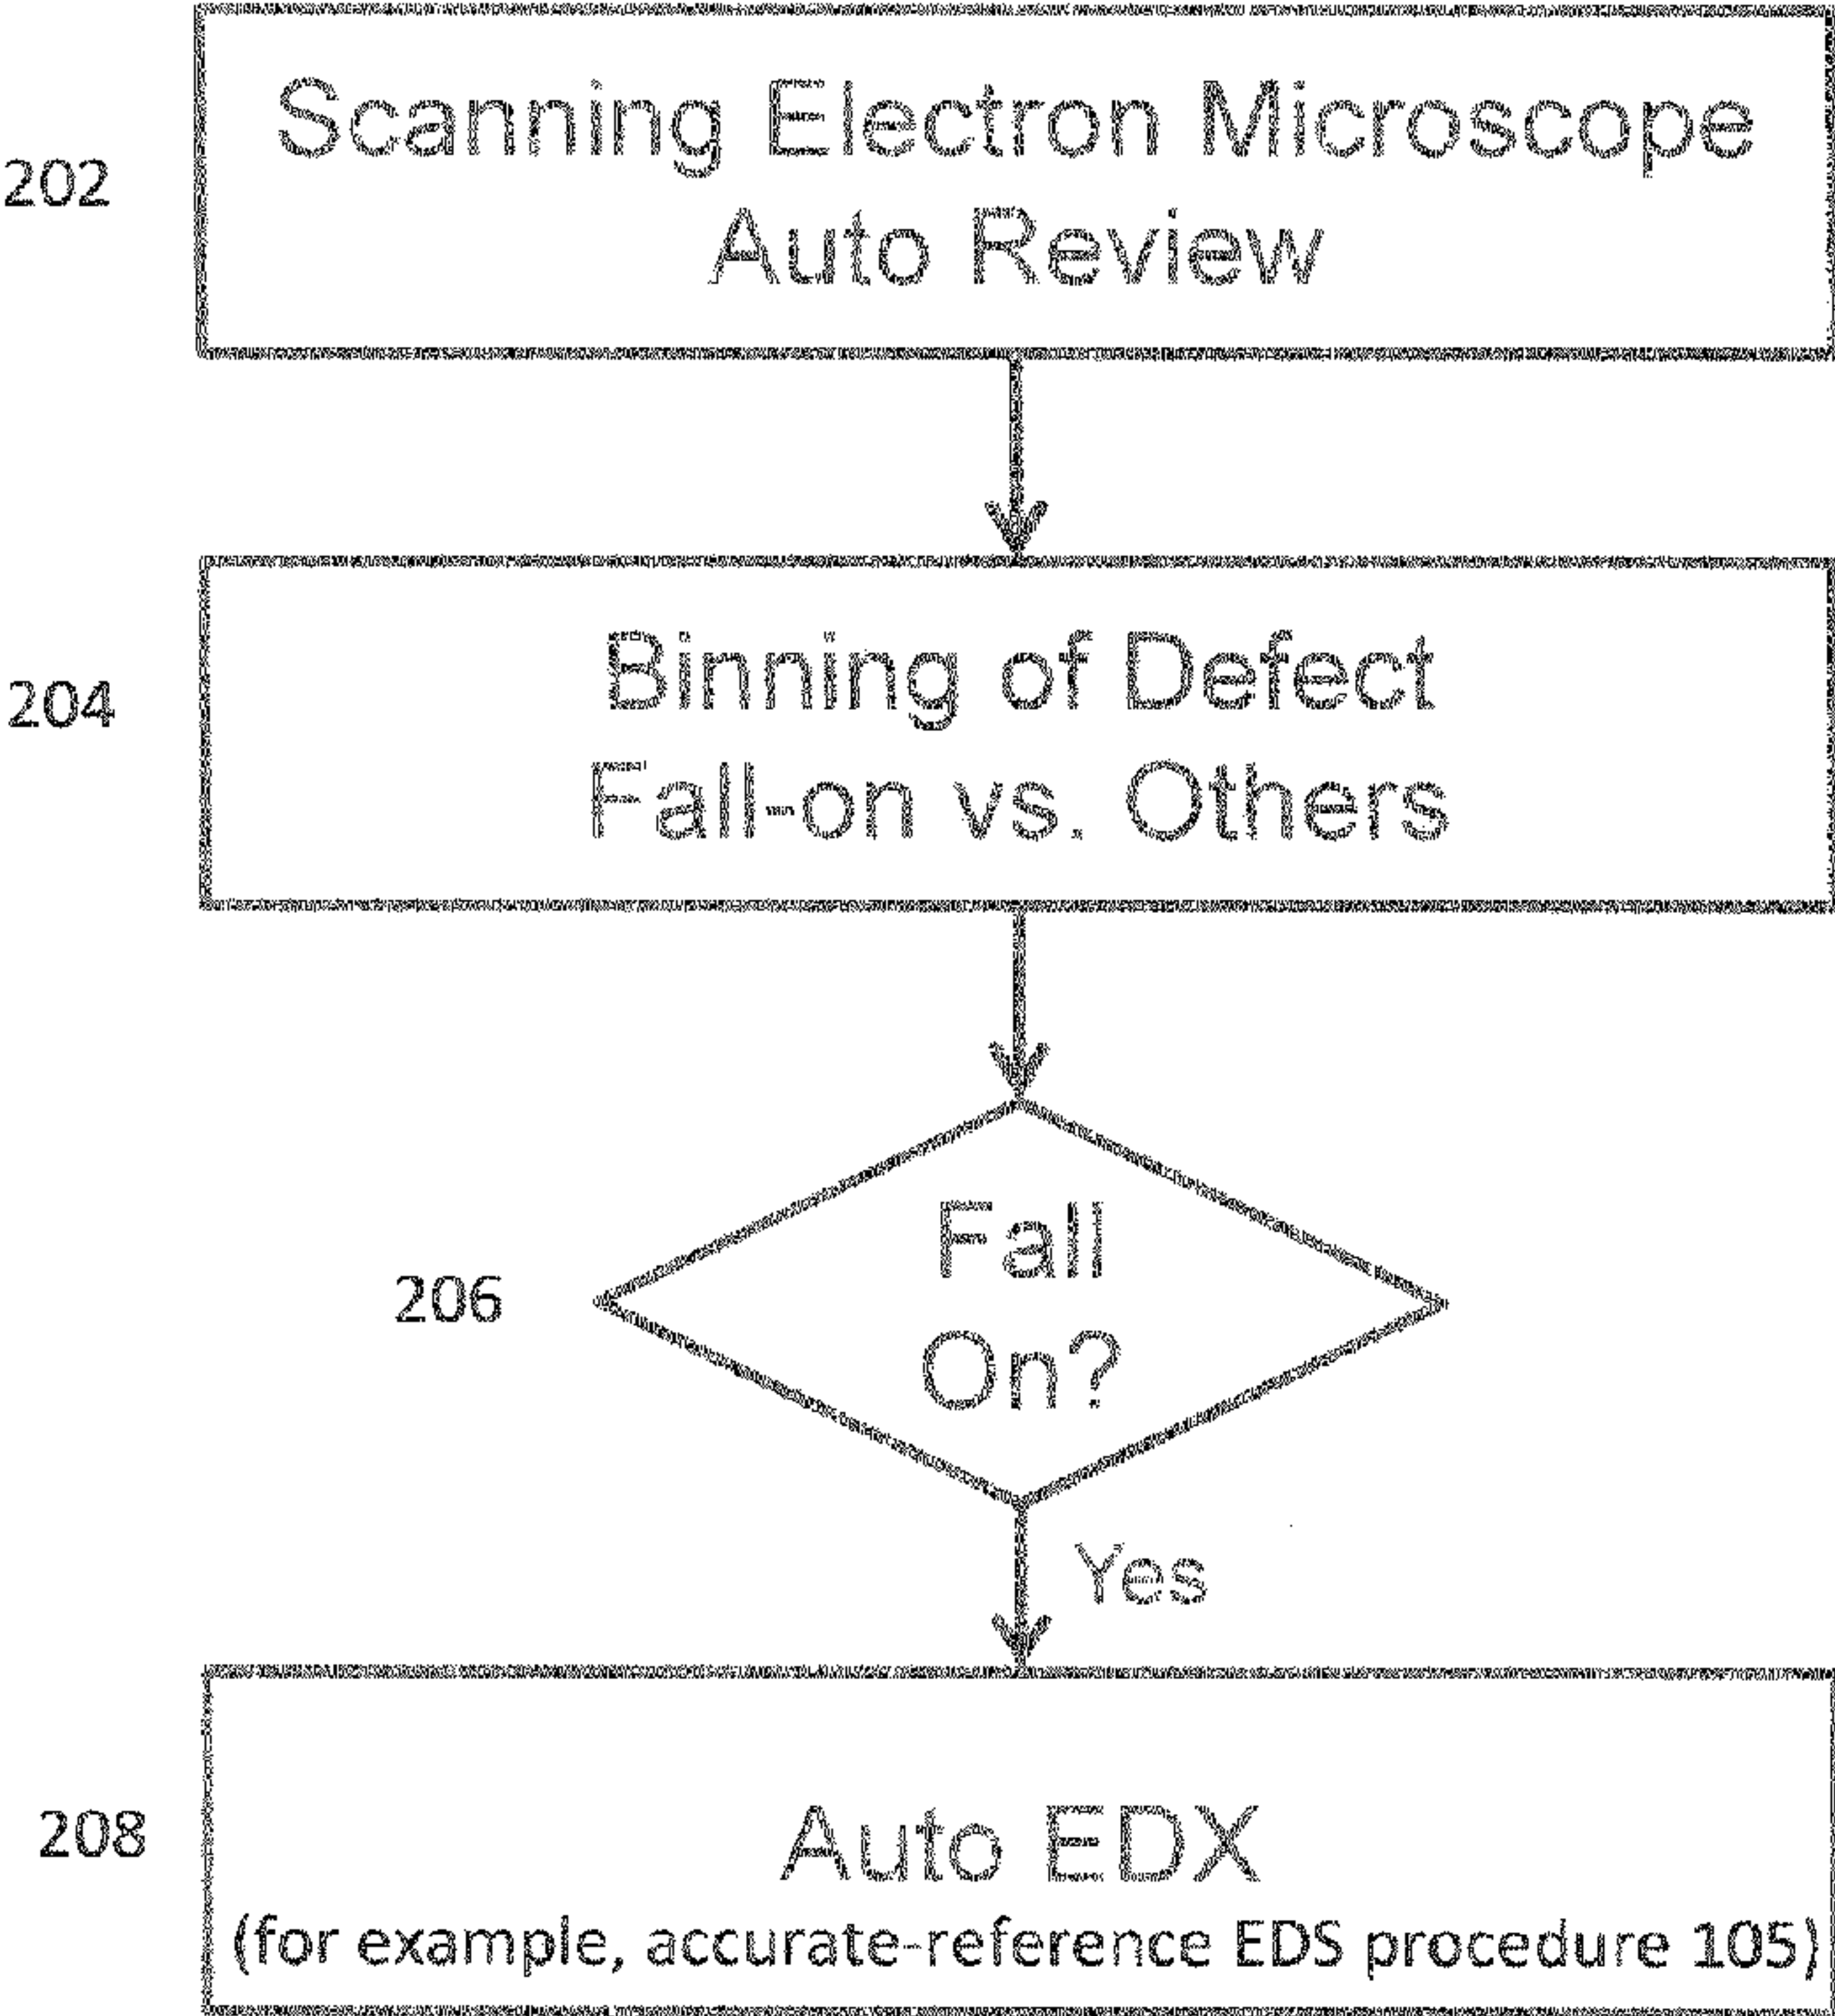 202
Scanning Electron Microscope
Auto Review
204
Binning of Defect
Fall-on vs. Others
206
Fall
On?
Yes
208
Auto EDX
(for example, accurate-reference EDS procedure 105)